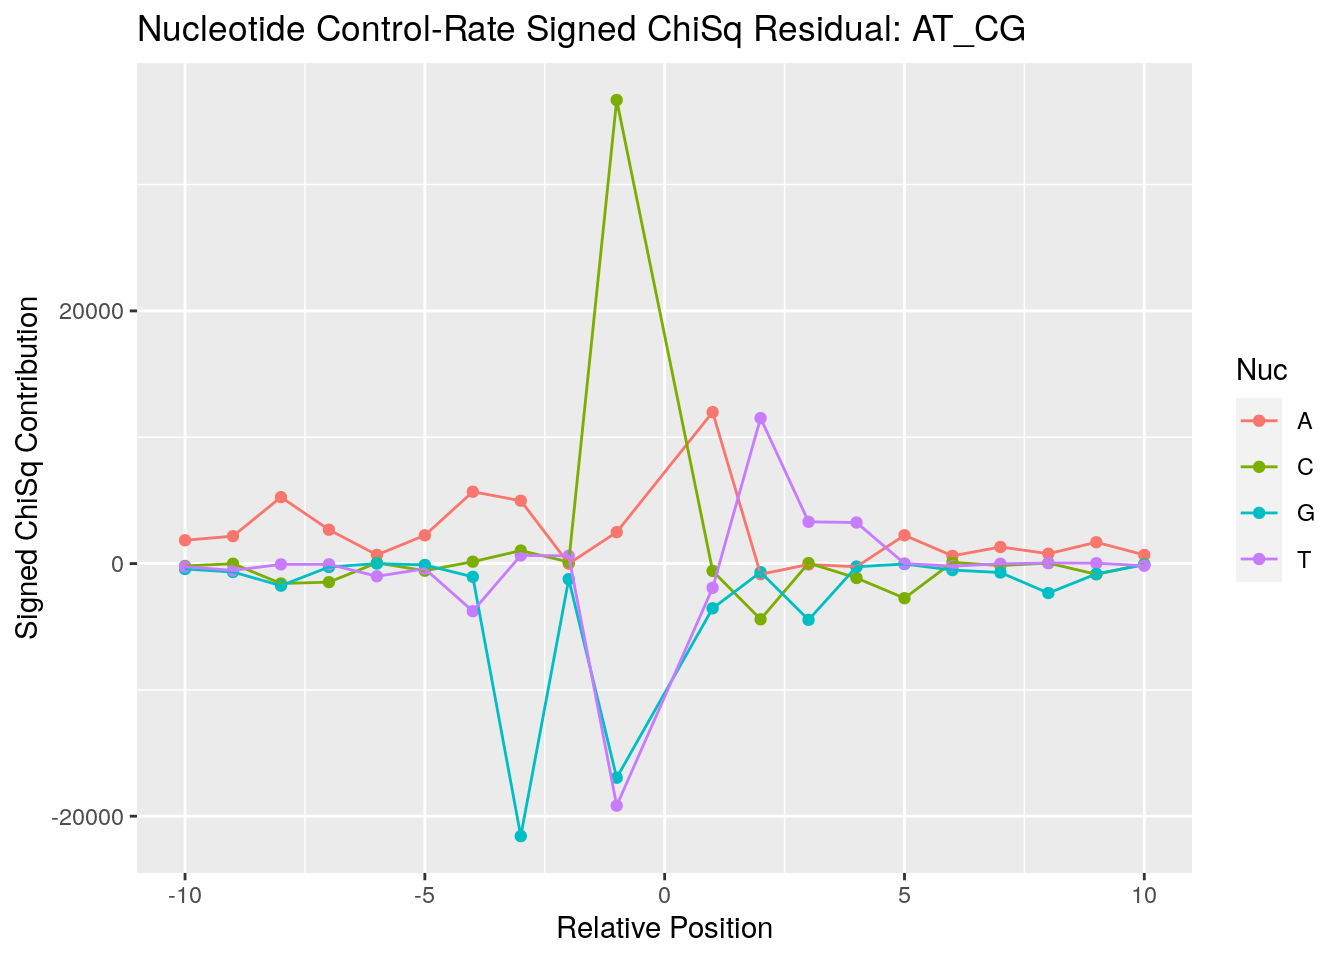 Nucleotide Control-Rate Signed ChiSq Residual: AT_CG
Signed ChiSq Contribution
20000
0
-20000
-10
-5
0
5
10
Relative Position
Nuc
A
C
G
T